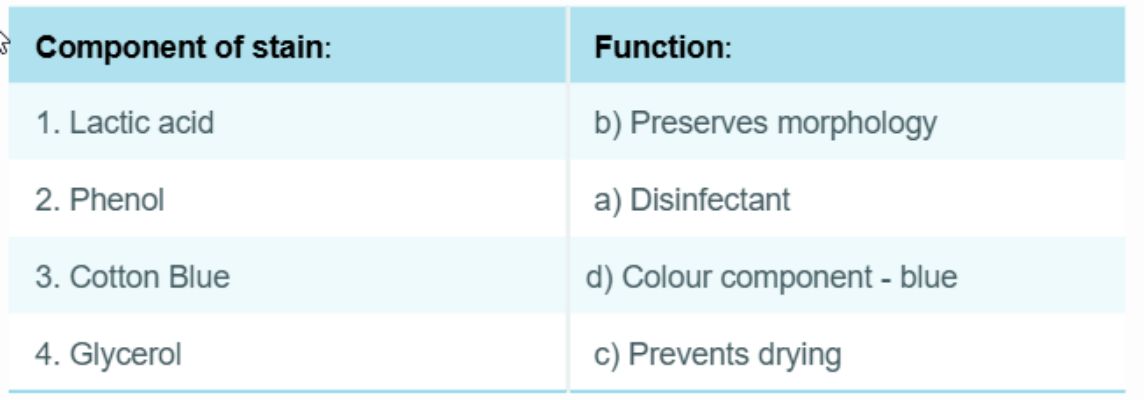 Component of stain: Function:
1. Lactic acid b) Preserves morphology
2. Phenol a) Disinfectant
3. Cotton Blue d) Colour component - blue
4. Glycerol c) Prevents drying